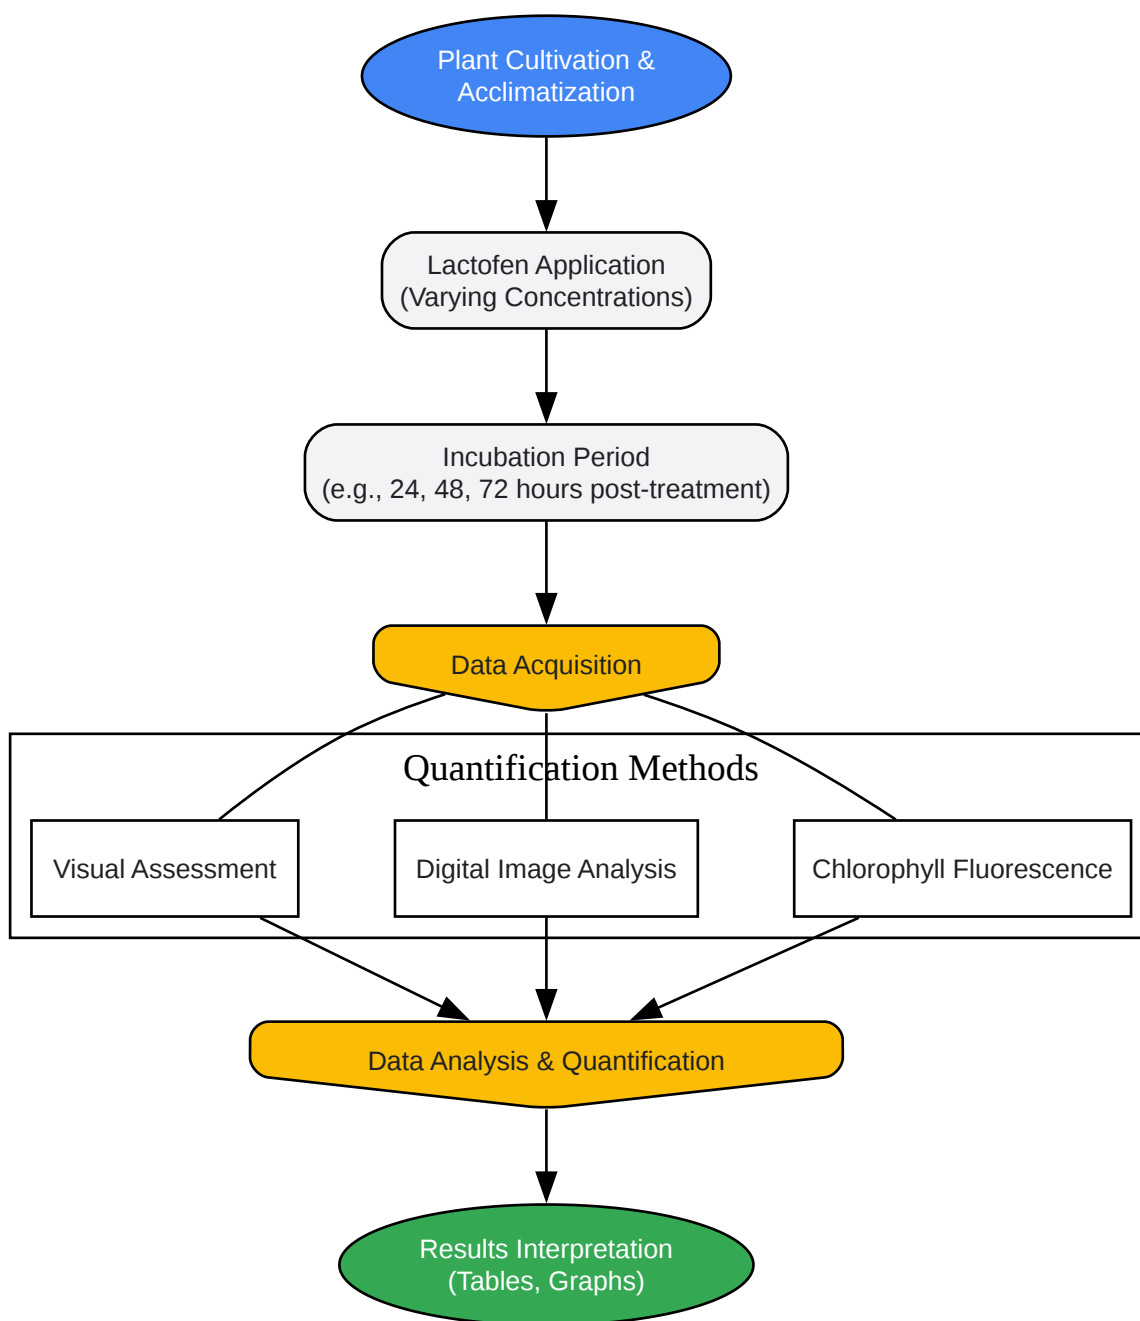 Plant Cultivation &
Acclimatization
Lactofen Application
(Varying Concentrations)
Incubation Period
(e.g., 24, 48, 72 hours post-treatment)
Data Acquisition
Quantification Methods
Visual Assessment
Digital Image Analysis
Chlorophyll Fluorescence
Data Analysis & Quantification
Results Interpretation
(Tables, Graphs)